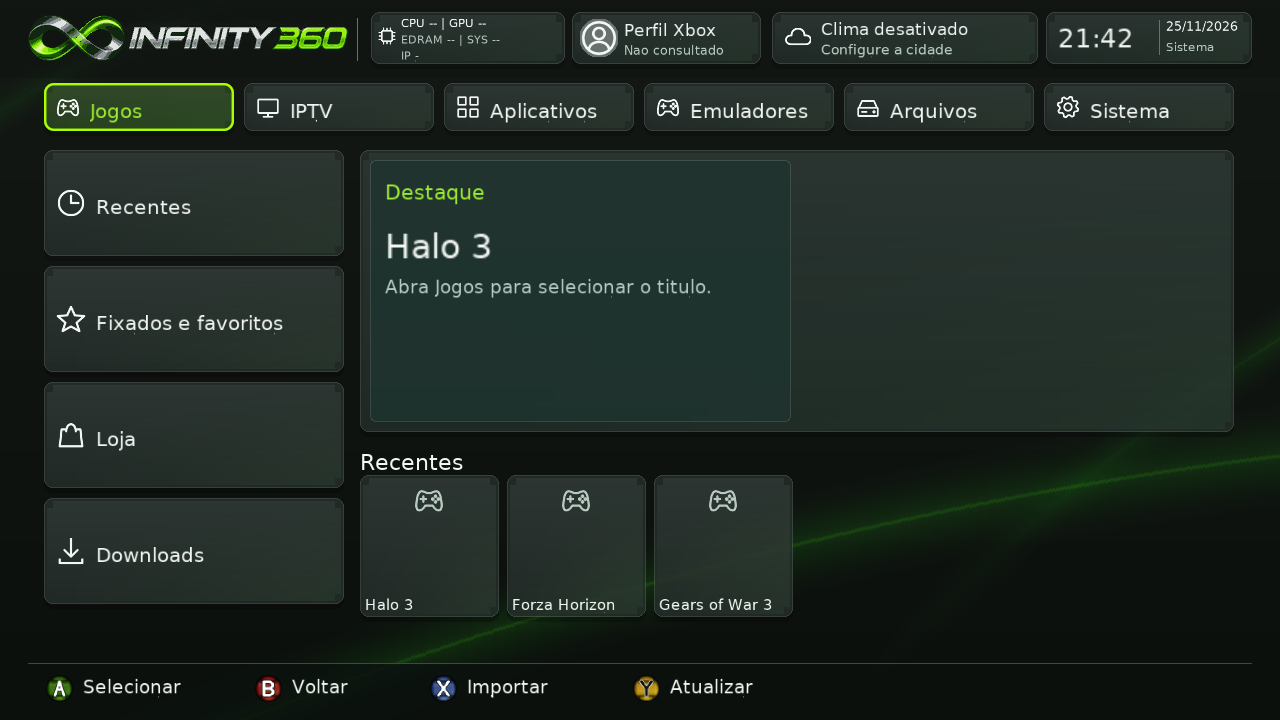 INFINITY 360
CPU -- | GPU --
EDRAM -- | SYS --
IP -
Perfil Xbox
Nao consultado
Clima desativado
Configure a cidade
21:42
25/11/2026
Sistema
Jogos
IPTV
Aplicativos
Emuladores
Arquivos
Sistema
Recentes
Fixados e favoritos
Loja
Downloads
Destaque
Halo 3
Abra Jogos para selecionar o titulo.
Recentes
Halo 3
Forza Horizon
Gears of War 3
A Selecionar
B Voltar
X Importar
Y Atualizar